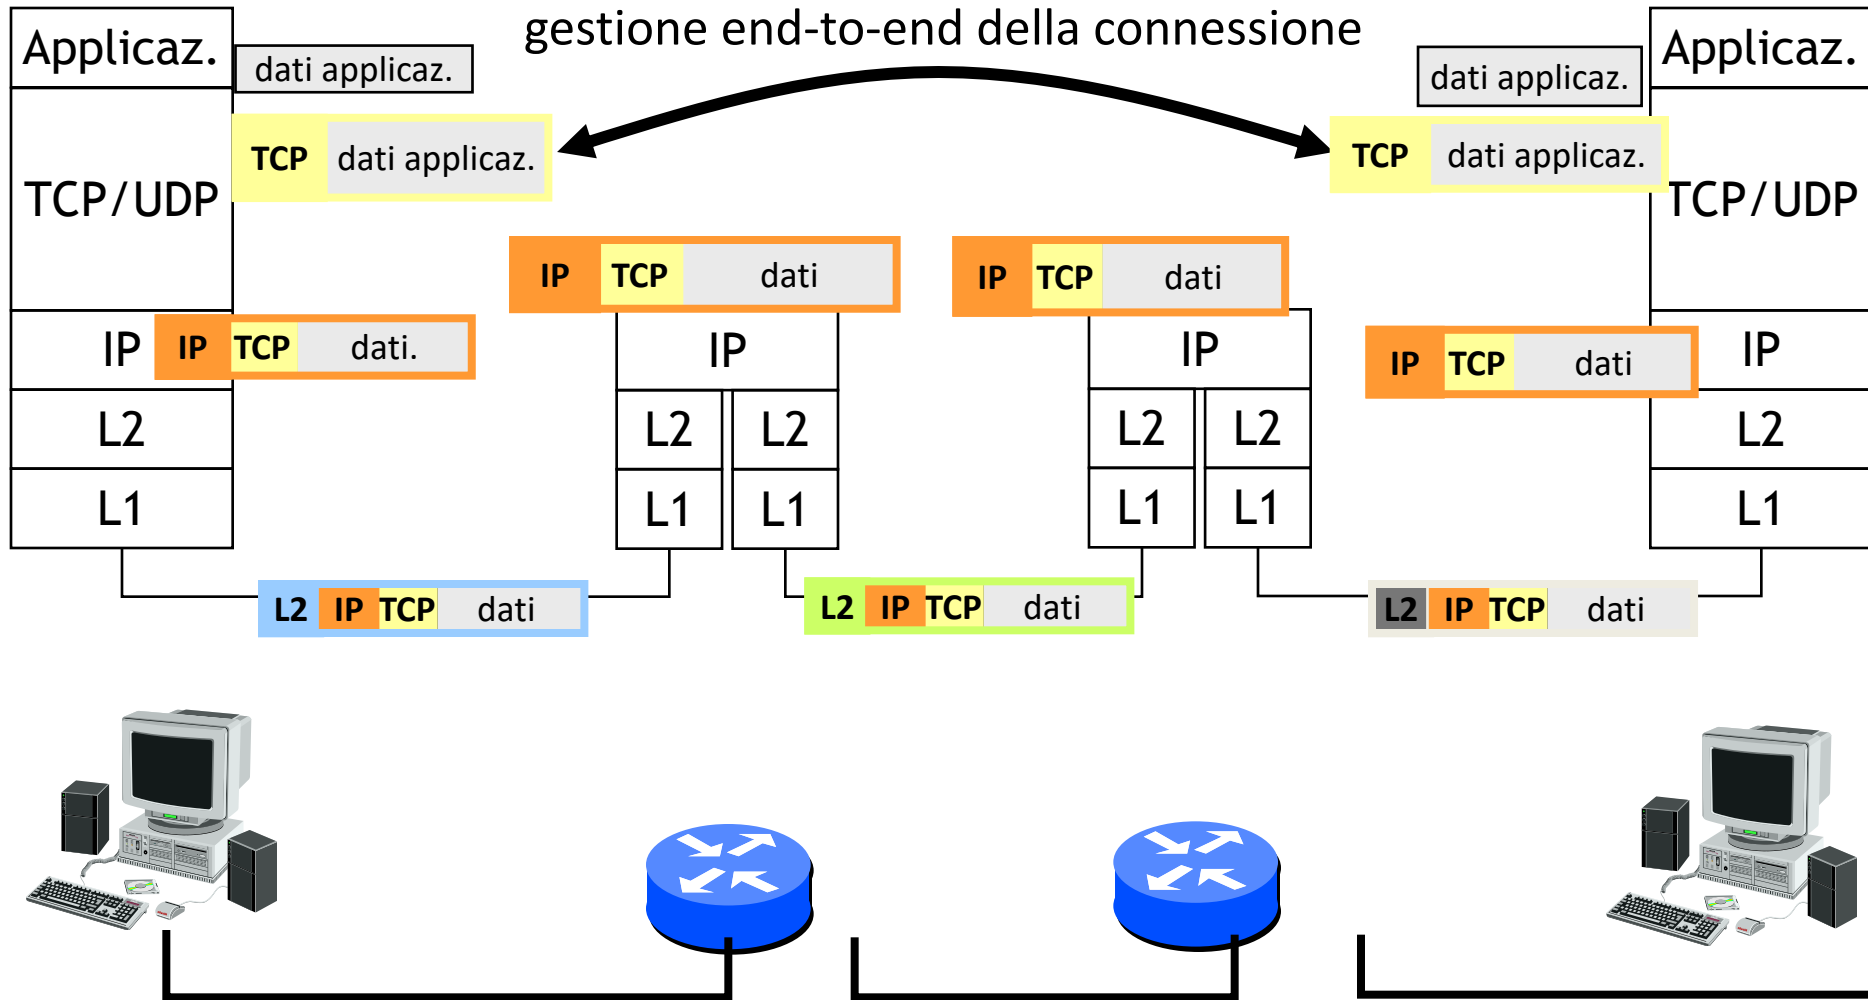 gestione end-to-end della connessione
Applicaz.
dati applicaz.
dati applicaz.
Applicaz.
TCP dati applicaz.
TCP dati applicaz.
TCP/UDP
TCP/UDP
IP TCP dati
IP TCP dati
IP
IP TCP dati.
IP
IP
IP TCP dati
IP
L2
L2
L2
L2
L2
L2
L1
L1
L1
L1
L1
L1
L2 IP TCP dati
L2 IP TCP dati
L2 IP TCP dati